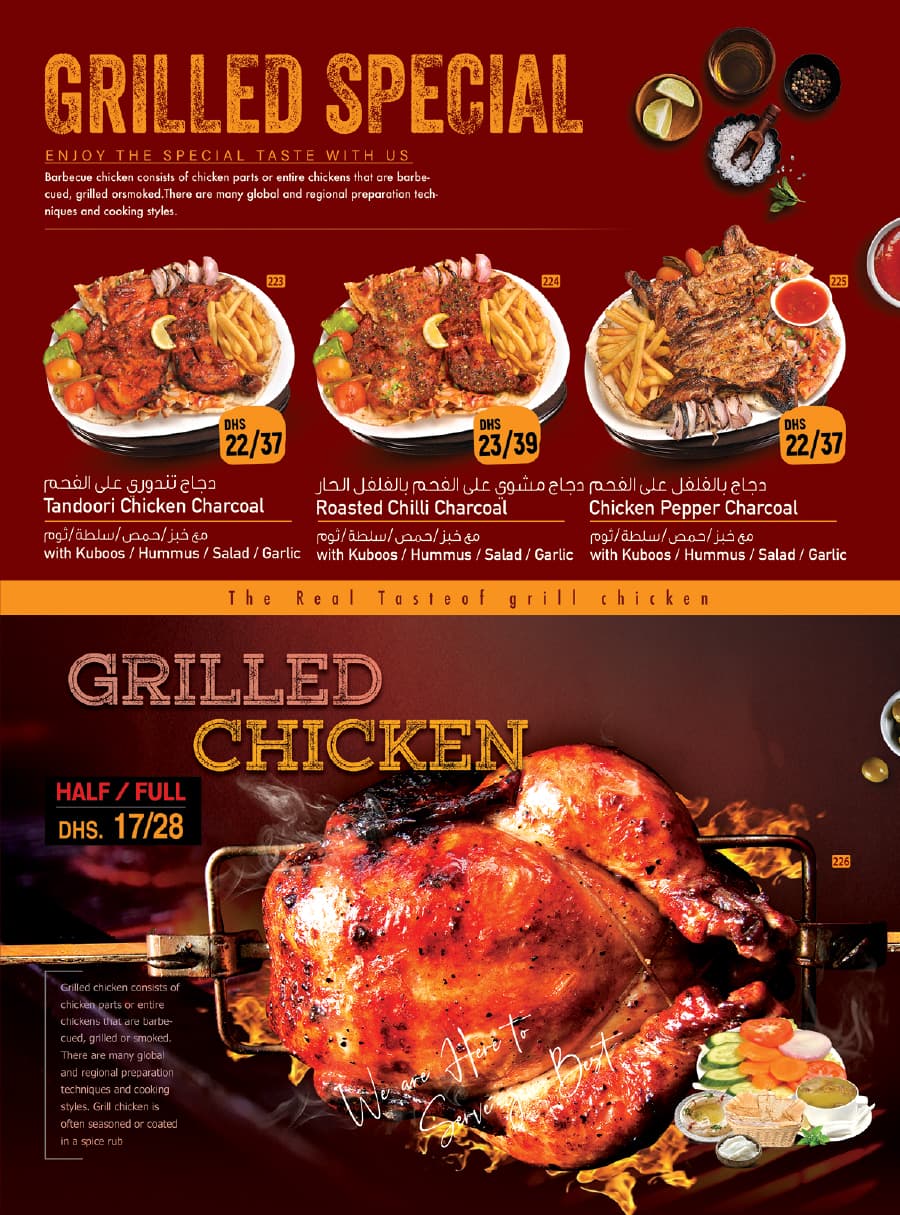 GRILLED SPECIAL
ENJOY THE SPECIAL TASTE WITH US
Barbecue chicken consists of chicken parts or entire chickens that are barbe-
cued, grilled orsmoked.There are many global and regional preparation tech-
niques and cooking styles.
223
DHS
22/37
دجاج تندوري على الفحم
Tandoori Chicken Charcoal
مع خبز/حمص/سلطة/ثوم
with Kuboos / Hummus / Salad / Garlic
224
DHS
23/39
دجاج مشوي على الفحم بالفلفل الحار
Roasted Chilli Charcoal
مع خبز/حمص/سلطة/ثوم
with Kuboos / Hummus / Salad / Garlic
225
DHS
22/37
دجاج بالفلفل على الفحم
Chicken Pepper Charcoal
مع خبز/حمص/سلطة/ثوم
with Kuboos / Hummus / Salad / Garlic
The Real Tasteof grill chicken
GRILLED
CHICKEN
HALF / FULL
DHS. 17/28
226
Grilled chicken consists of
chicken parts or entire
chickens that are barbe-
cued, grilled or smoked.
There are many global
and regional preparation
techniques and cooking
styles. Grill chicken is
often seasoned or coated
in a spice rub
We are Here to
Serve you Best